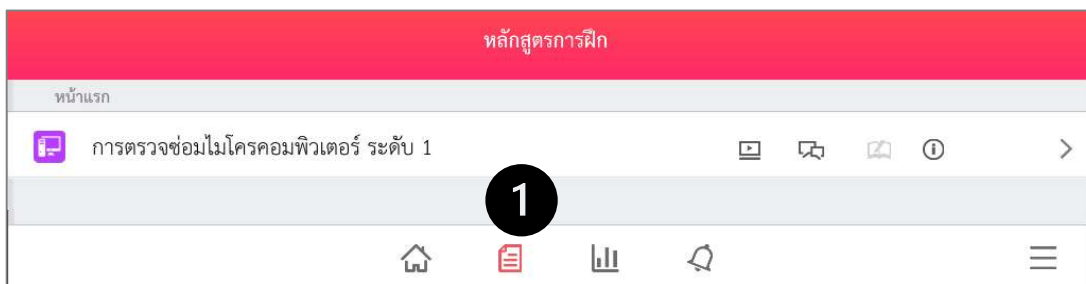 หลักสูตรการฝึก
หน้าแรก
การตรวจซ่อมไมโครคอมพิวเตอร์ ระดับ 1
1